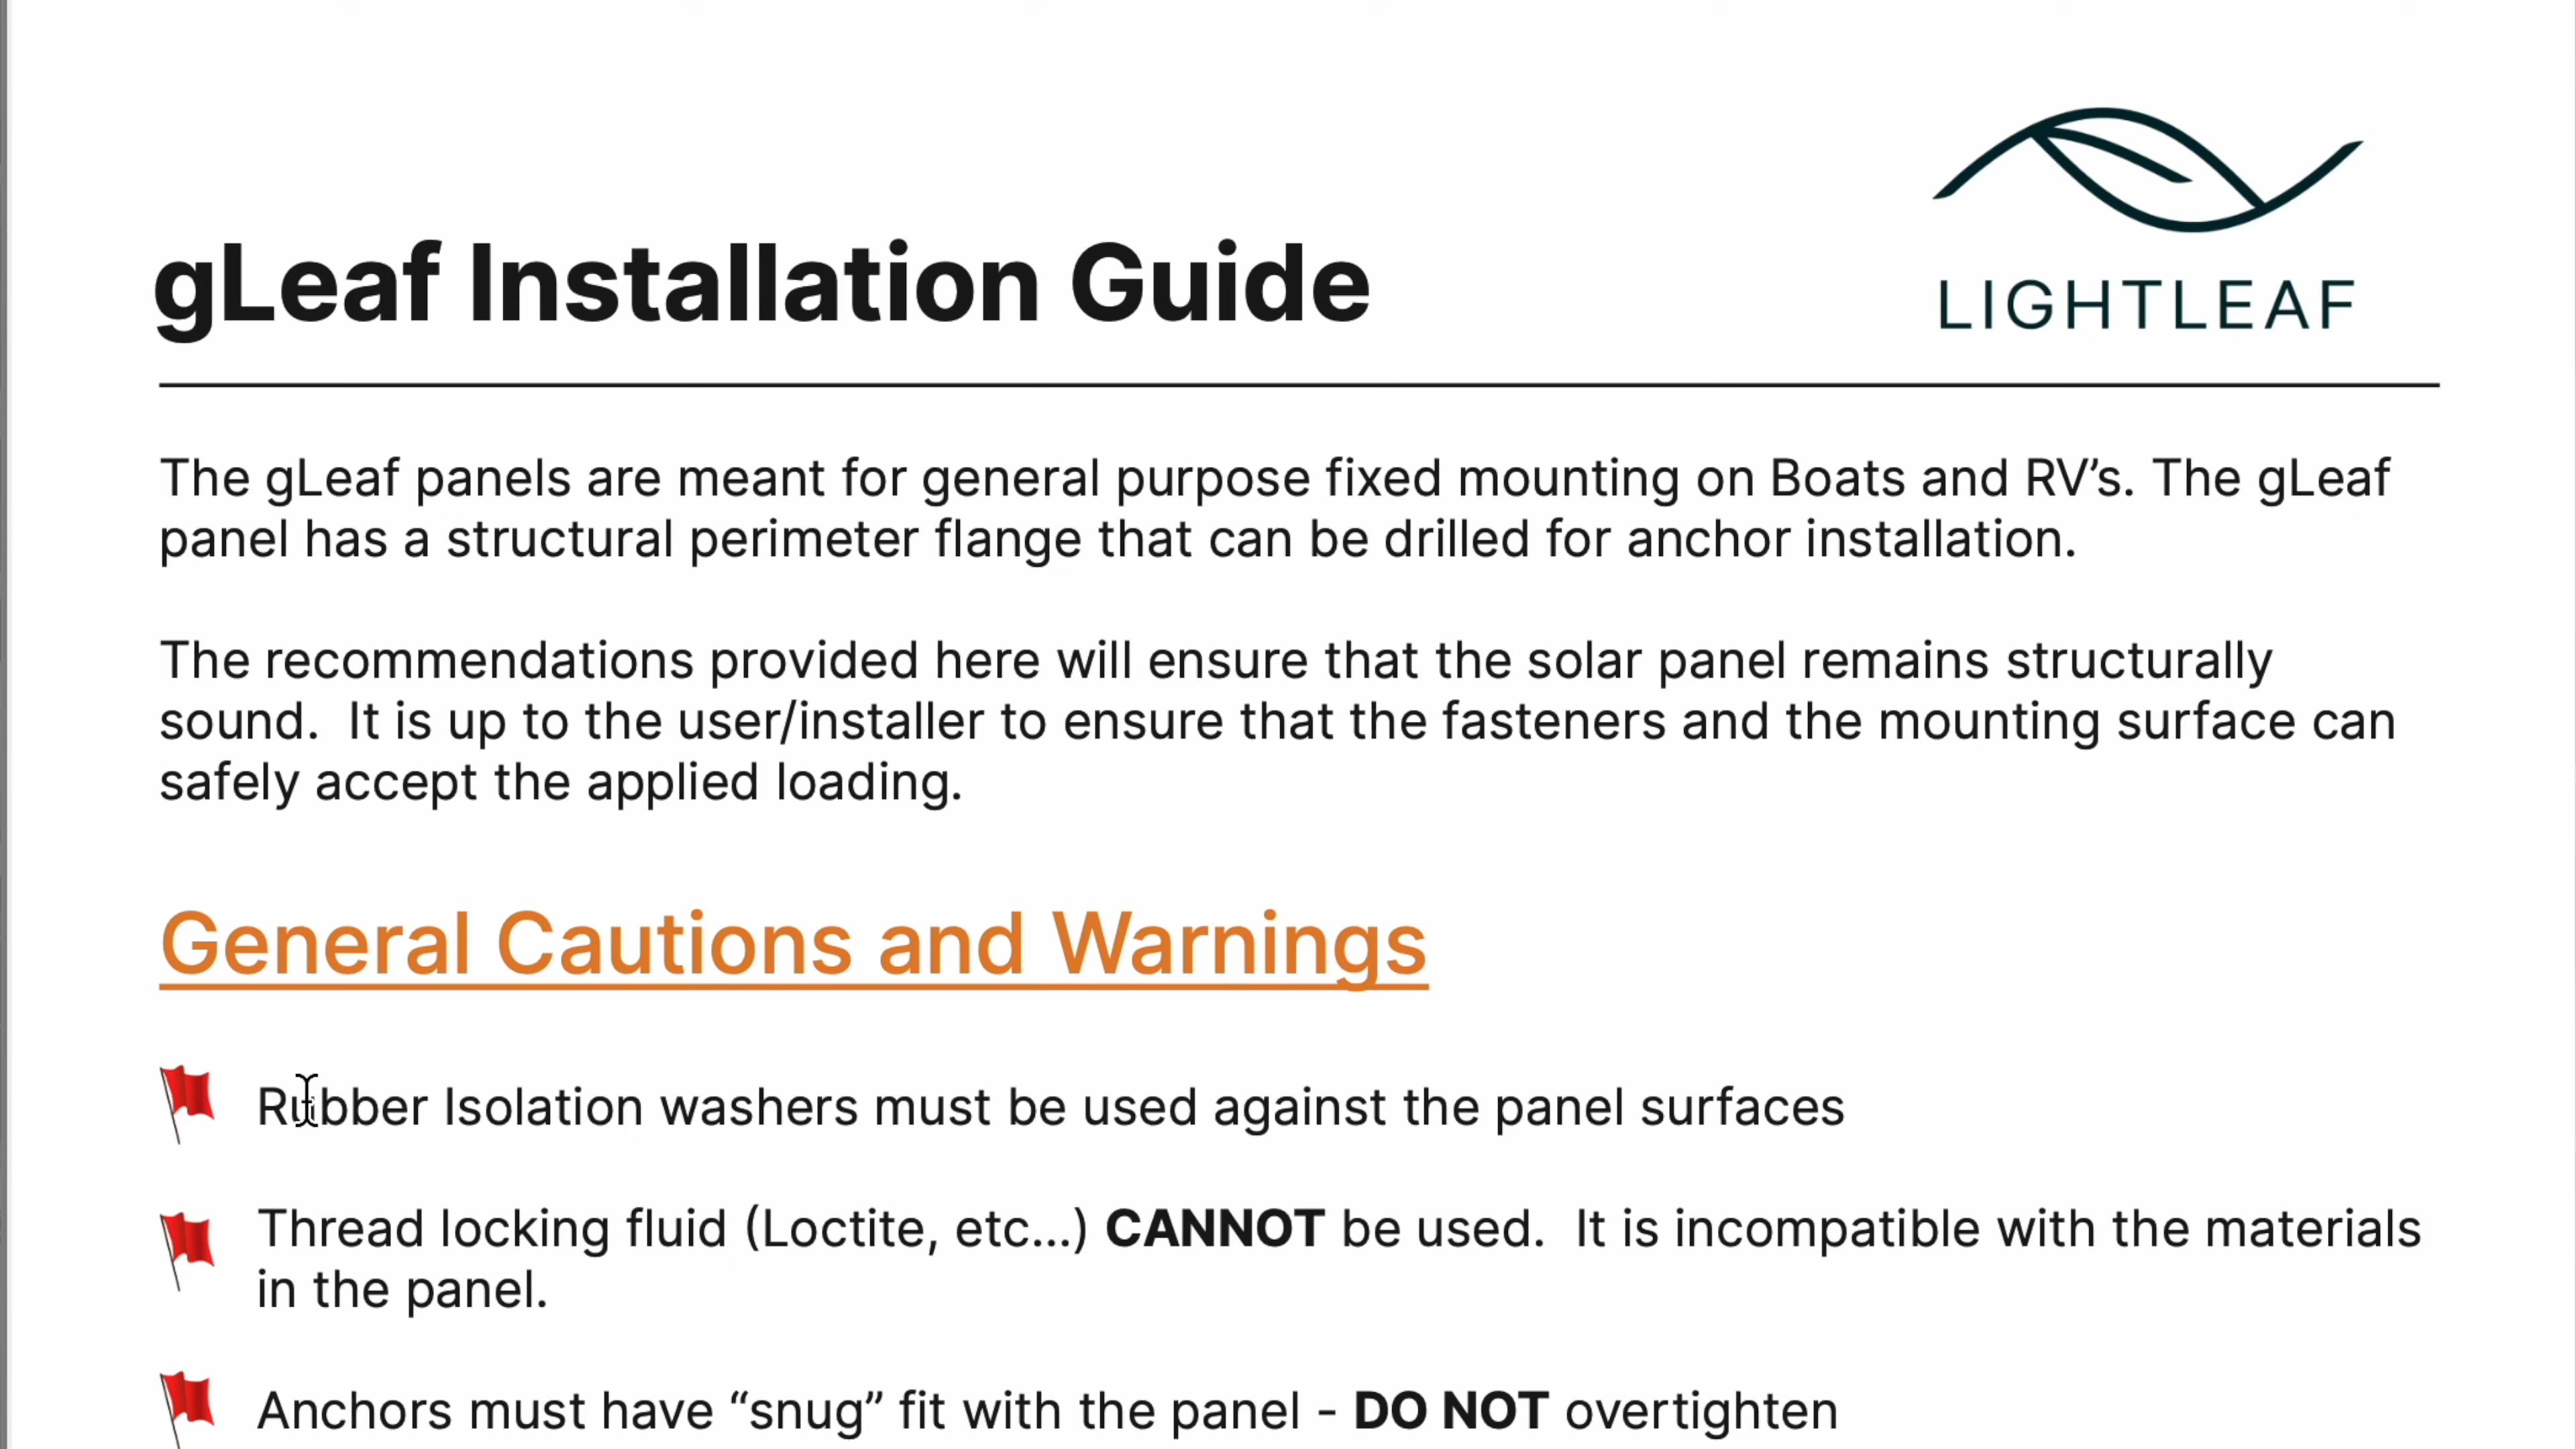 LIGHTLEAF
gLeaf Installation Guide
The gLeaf panels are meant for general purpose fixed mounting on Boats and RV’s. The gLeaf
panel has a structural perimeter flange that can be drilled for anchor installation.
The recommendations provided here will ensure that the solar panel remains structurally
sound.  It is up to the user/installer to ensure that the fasteners and the mounting surface can
safely accept the applied loading.
General Cautions and Warnings
Rubber Isolation washers must be used against the panel surfaces
Thread locking fluid (Loctite, etc...) CANNOT be used.  It is incompatible with the materials
in the panel.
Anchors must have “snug” fit with the panel - DO NOT overtighten